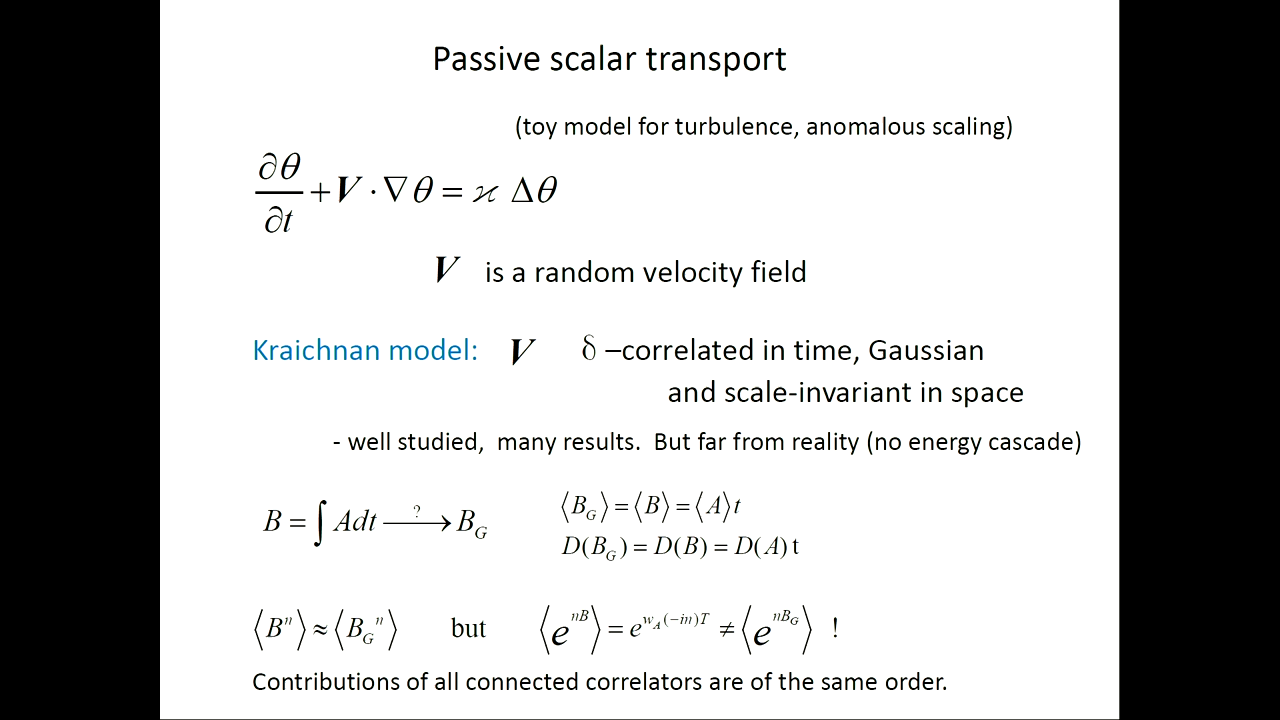 Passive scalar transport
(toy model for turbulence, anomalous scaling)
∂θ/∂t + V · ∇θ = ϰ Δθ
V is a random velocity field
Kraichnan model: V δ –correlated in time, Gaussian
and scale-invariant in space
- well studied, many results. But far from reality (no energy cascade)
B = ∫ Adt —?→ B_G ⟨B_G⟩ = ⟨B⟩ = ⟨A⟩t
D(B_G) = D(B) = D(A) t
⟨B^n⟩ ≈ ⟨B_G^n⟩ but ⟨e^{nB}⟩ = e^{w_A(-in)T} ≠ ⟨e^{nB_G}⟩ !
Contributions of all connected correlators are of the same order.